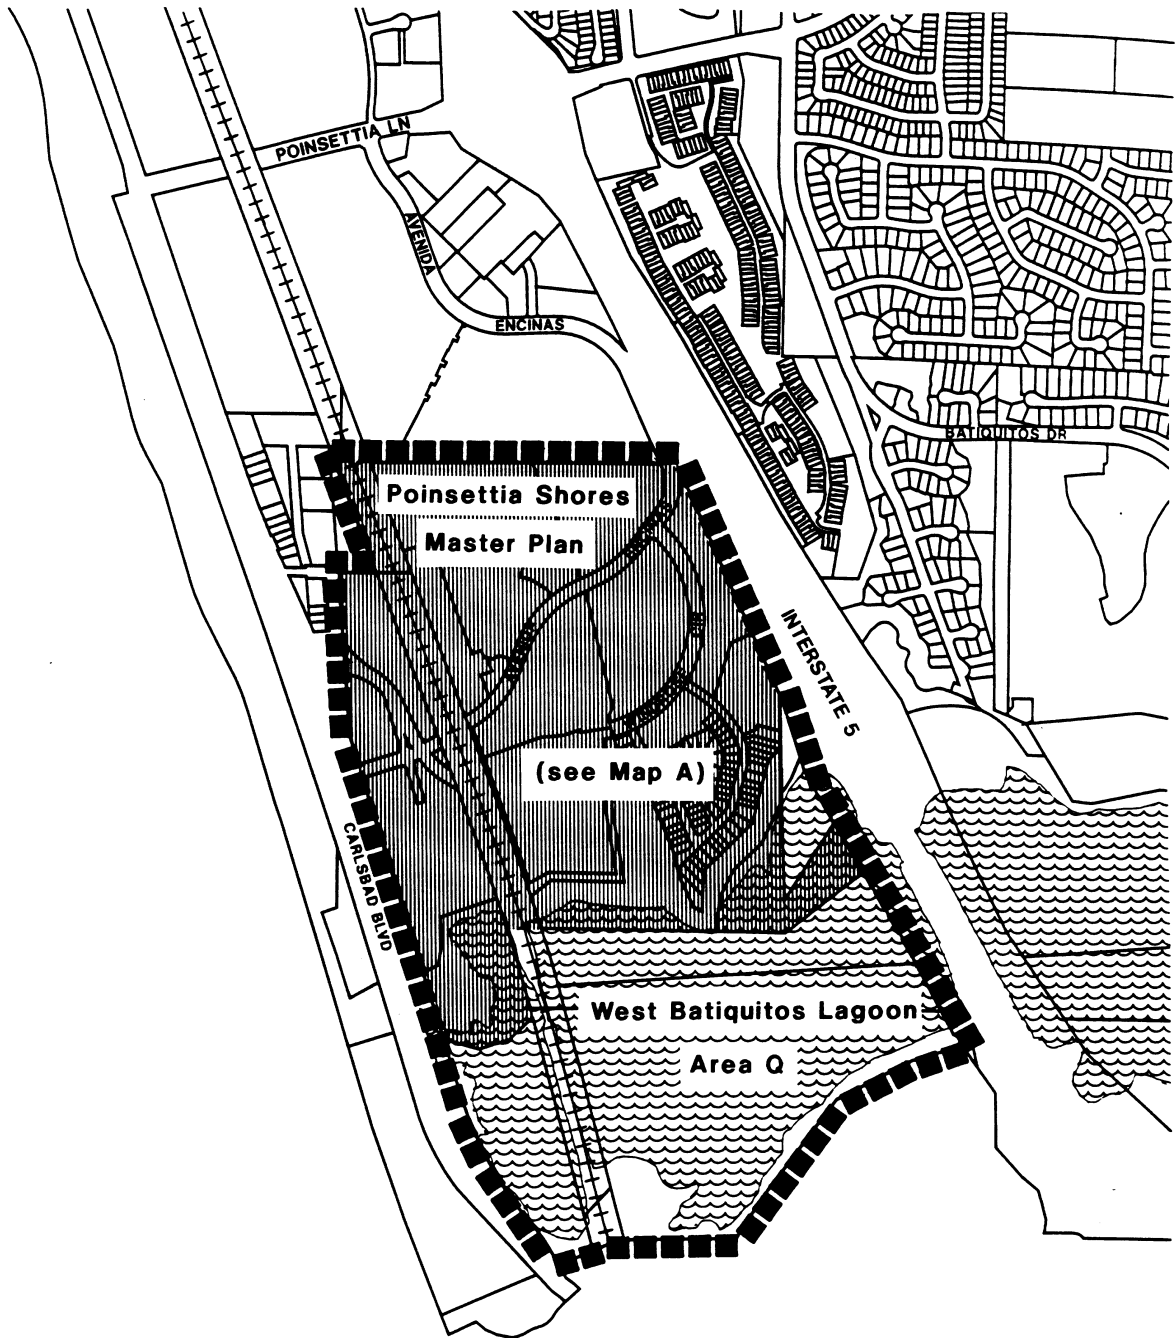 POINSETTIA LN
AVENIDA
ENCINAS
BATIQUITOS DR
Poinsettia Shores
Master Plan
INTERSTATE 5
(see Map A)
CARLSBAD BLVD
West Batiquitos Lagoon
Area Q